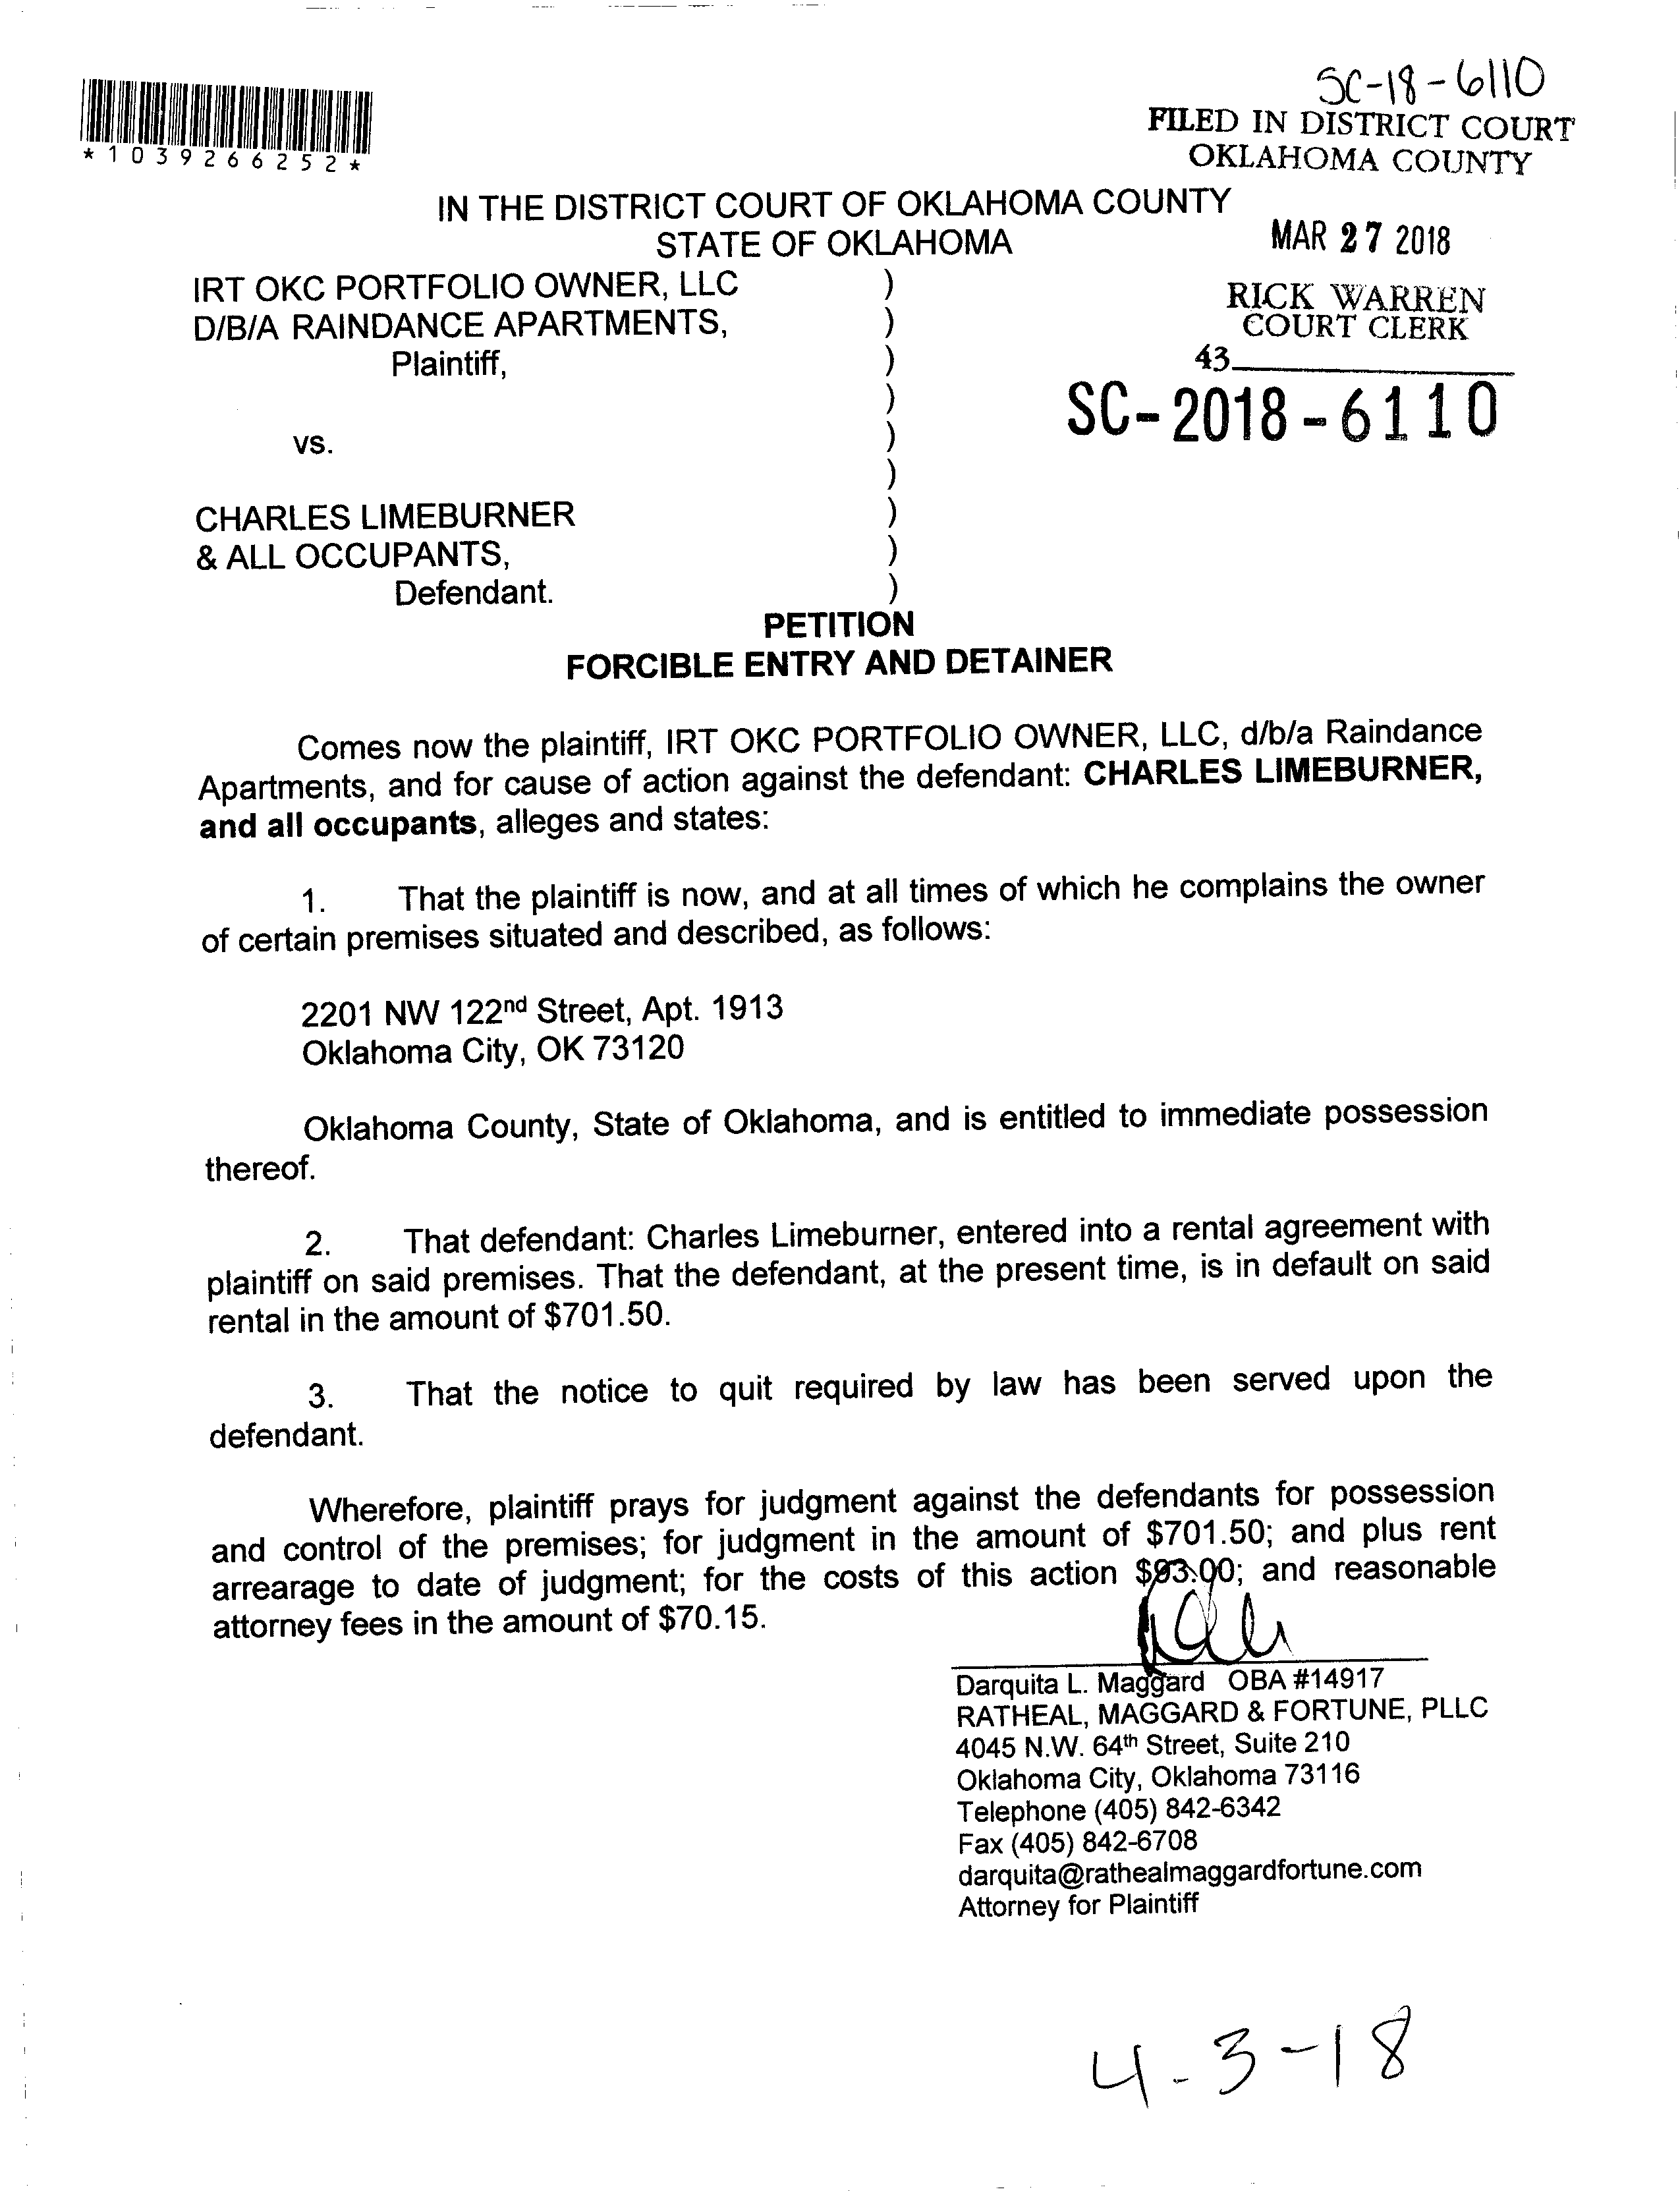 SC-18-6110
FILED IN DISTRICT COURT
OKLAHOMA COUNTY
*1039266252*
IN THE DISTRICT COURT OF OKLAHOMA COUNTY
STATE OF OKLAHOMA
MAR 27 2018
IRT OKC PORTFOLIO OWNER, LLC )
D/B/A RAINDANCE APARTMENTS, )
Plaintiff, )
)
vs. )
)
CHARLES LIMEBURNER )
& ALL OCCUPANTS, )
Defendant. )
RICK WARREN
COURT CLERK
43
SC-2018-6110
PETITION
FORCIBLE ENTRY AND DETAINER
Comes now the plaintiff, IRT OKC PORTFOLIO OWNER, LLC, d/b/a Raindance
Apartments, and for cause of action against the defendant: CHARLES LIMEBURNER,
and all occupants, alleges and states:
1. That the plaintiff is now, and at all times of which he complains the owner
of certain premises situated and described, as follows:
2201 NW 122nd Street, Apt. 1913
Oklahoma City, OK 73120
Oklahoma County, State of Oklahoma, and is entitled to immediate possession
thereof.
2. That defendant: Charles Limeburner, entered into a rental agreement with
plaintiff on said premises. That the defendant, at the present time, is in default on said
rental in the amount of $701.50.
3. That the notice to quit required by law has been served upon the
defendant.
Wherefore, plaintiff prays for judgment against the defendants for possession
and control of the premises; for judgment in the amount of $701.50; and plus rent
arrearage to date of judgment; for the costs of this action $93.00; and reasonable
attorney fees in the amount of $70.15.
Darquita L. Maggard OBA #14917
RATHEAL, MAGGARD & FORTUNE, PLLC
4045 N.W. 64th Street, Suite 210
Oklahoma City, Oklahoma 73116
Telephone (405) 842-6342
Fax (405) 842-6708
darquita@rathealmaggardfortune.com
Attorney for Plaintiff
4-3-18